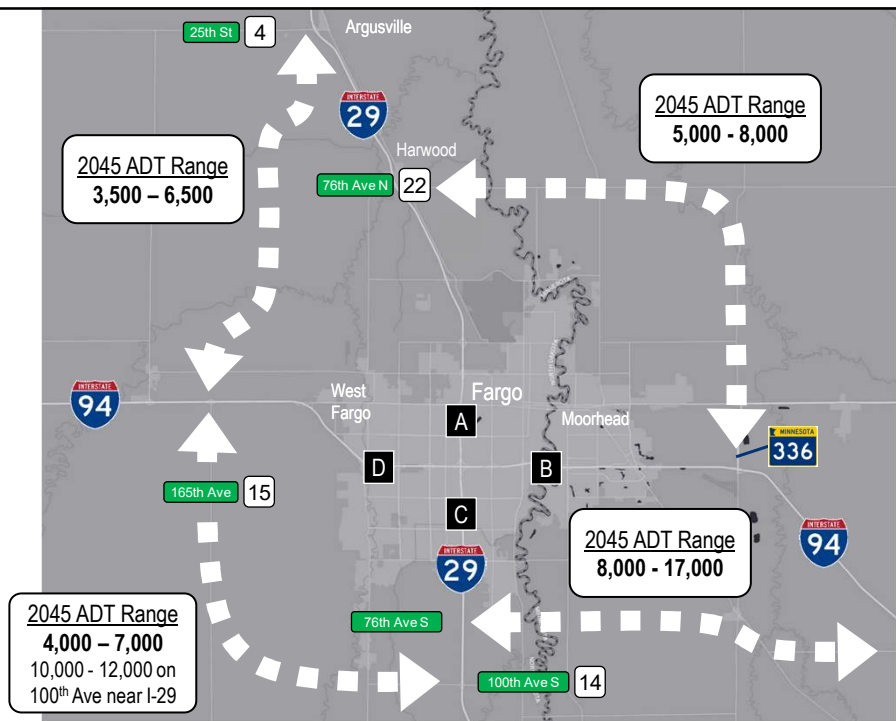 25th St 4
Argusville
INTERSTATE
29
2045 ADT Range
5,000 - 8,000
2045 ADT Range
3,500 – 6,500
Harwood
76th Ave N 22
INTERSTATE
94
West
Fargo
Fargo
Moorhead
A
MINNESOTA
336
D
B
165th Ave 15
C
INTERSTATE
29
2045 ADT Range
8,000 - 17,000
INTERSTATE
94
2045 ADT Range
4,000 – 7,000
10,000 - 12,000 on
100th Ave near I-29
76th Ave S
100th Ave S 14